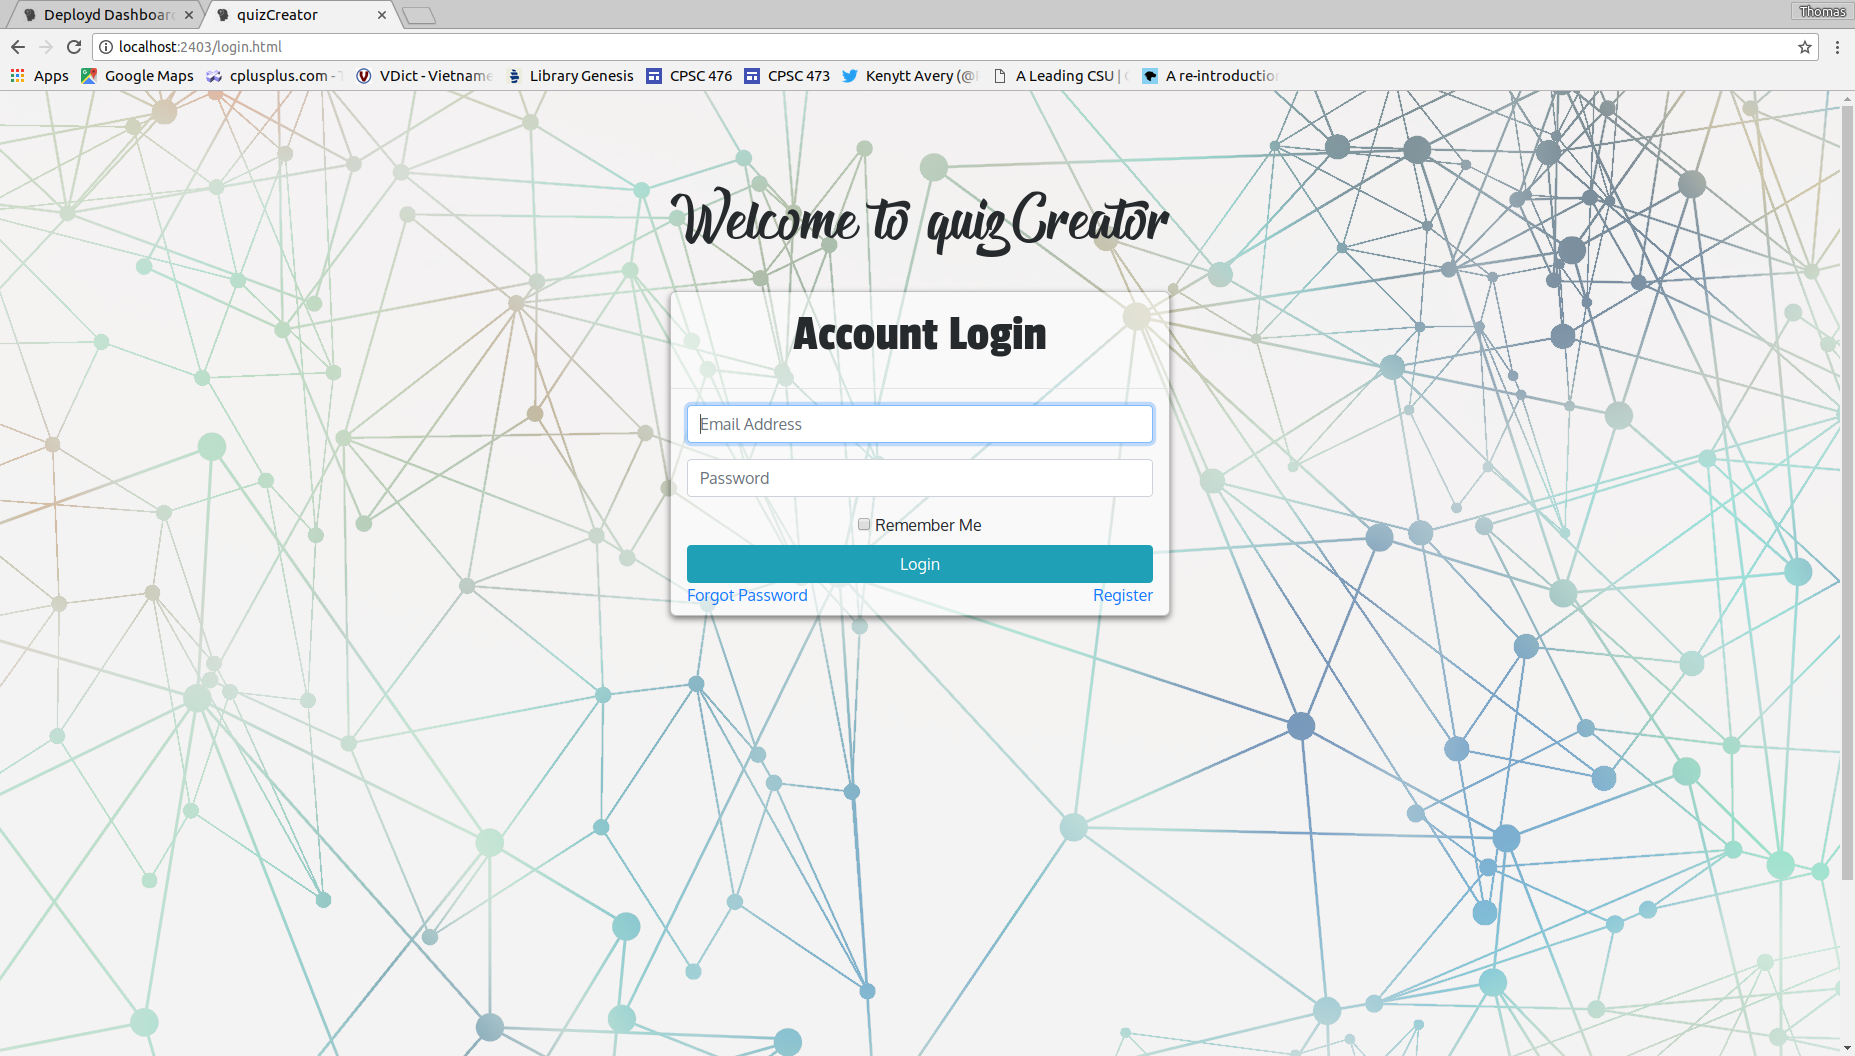 Thomas
Deployd Dashboar
quizCreator
localhost:2403/login.html
Apps
Google Maps
cplusplus.com -
VDict - Vietname
Library Genesis
CPSC 476
CPSC 473
Kenytt Avery (@
A Leading CSU |
A re-introductio
Welcome to quizCreator
Account Login
Email Address
Password
Remember Me
Login
Forgot Password
Register